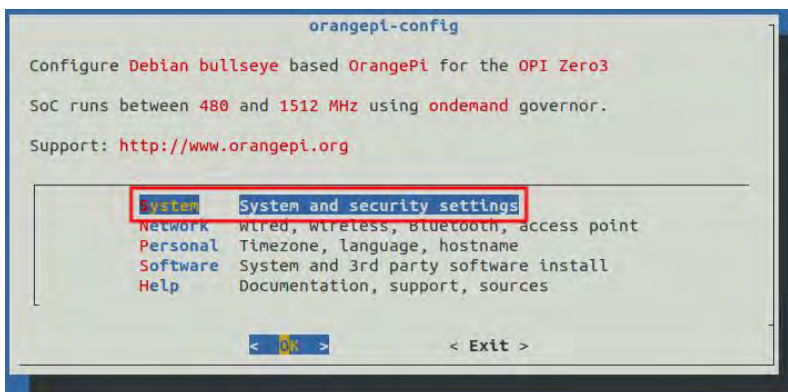 orangepi-config
Configure Debian bullseye based OrangePi for the OPI Zero3
SoC runs between 480 and 1512 MHz using ondemand governor.
Support: http://www.orangepi.org
System System and security settings
Network Wired, Wireless, Bluetooth, access point
Personal Timezone, language, hostname
Software System and 3rd party software install
Help Documentation, support, sources
< OK > < Exit >